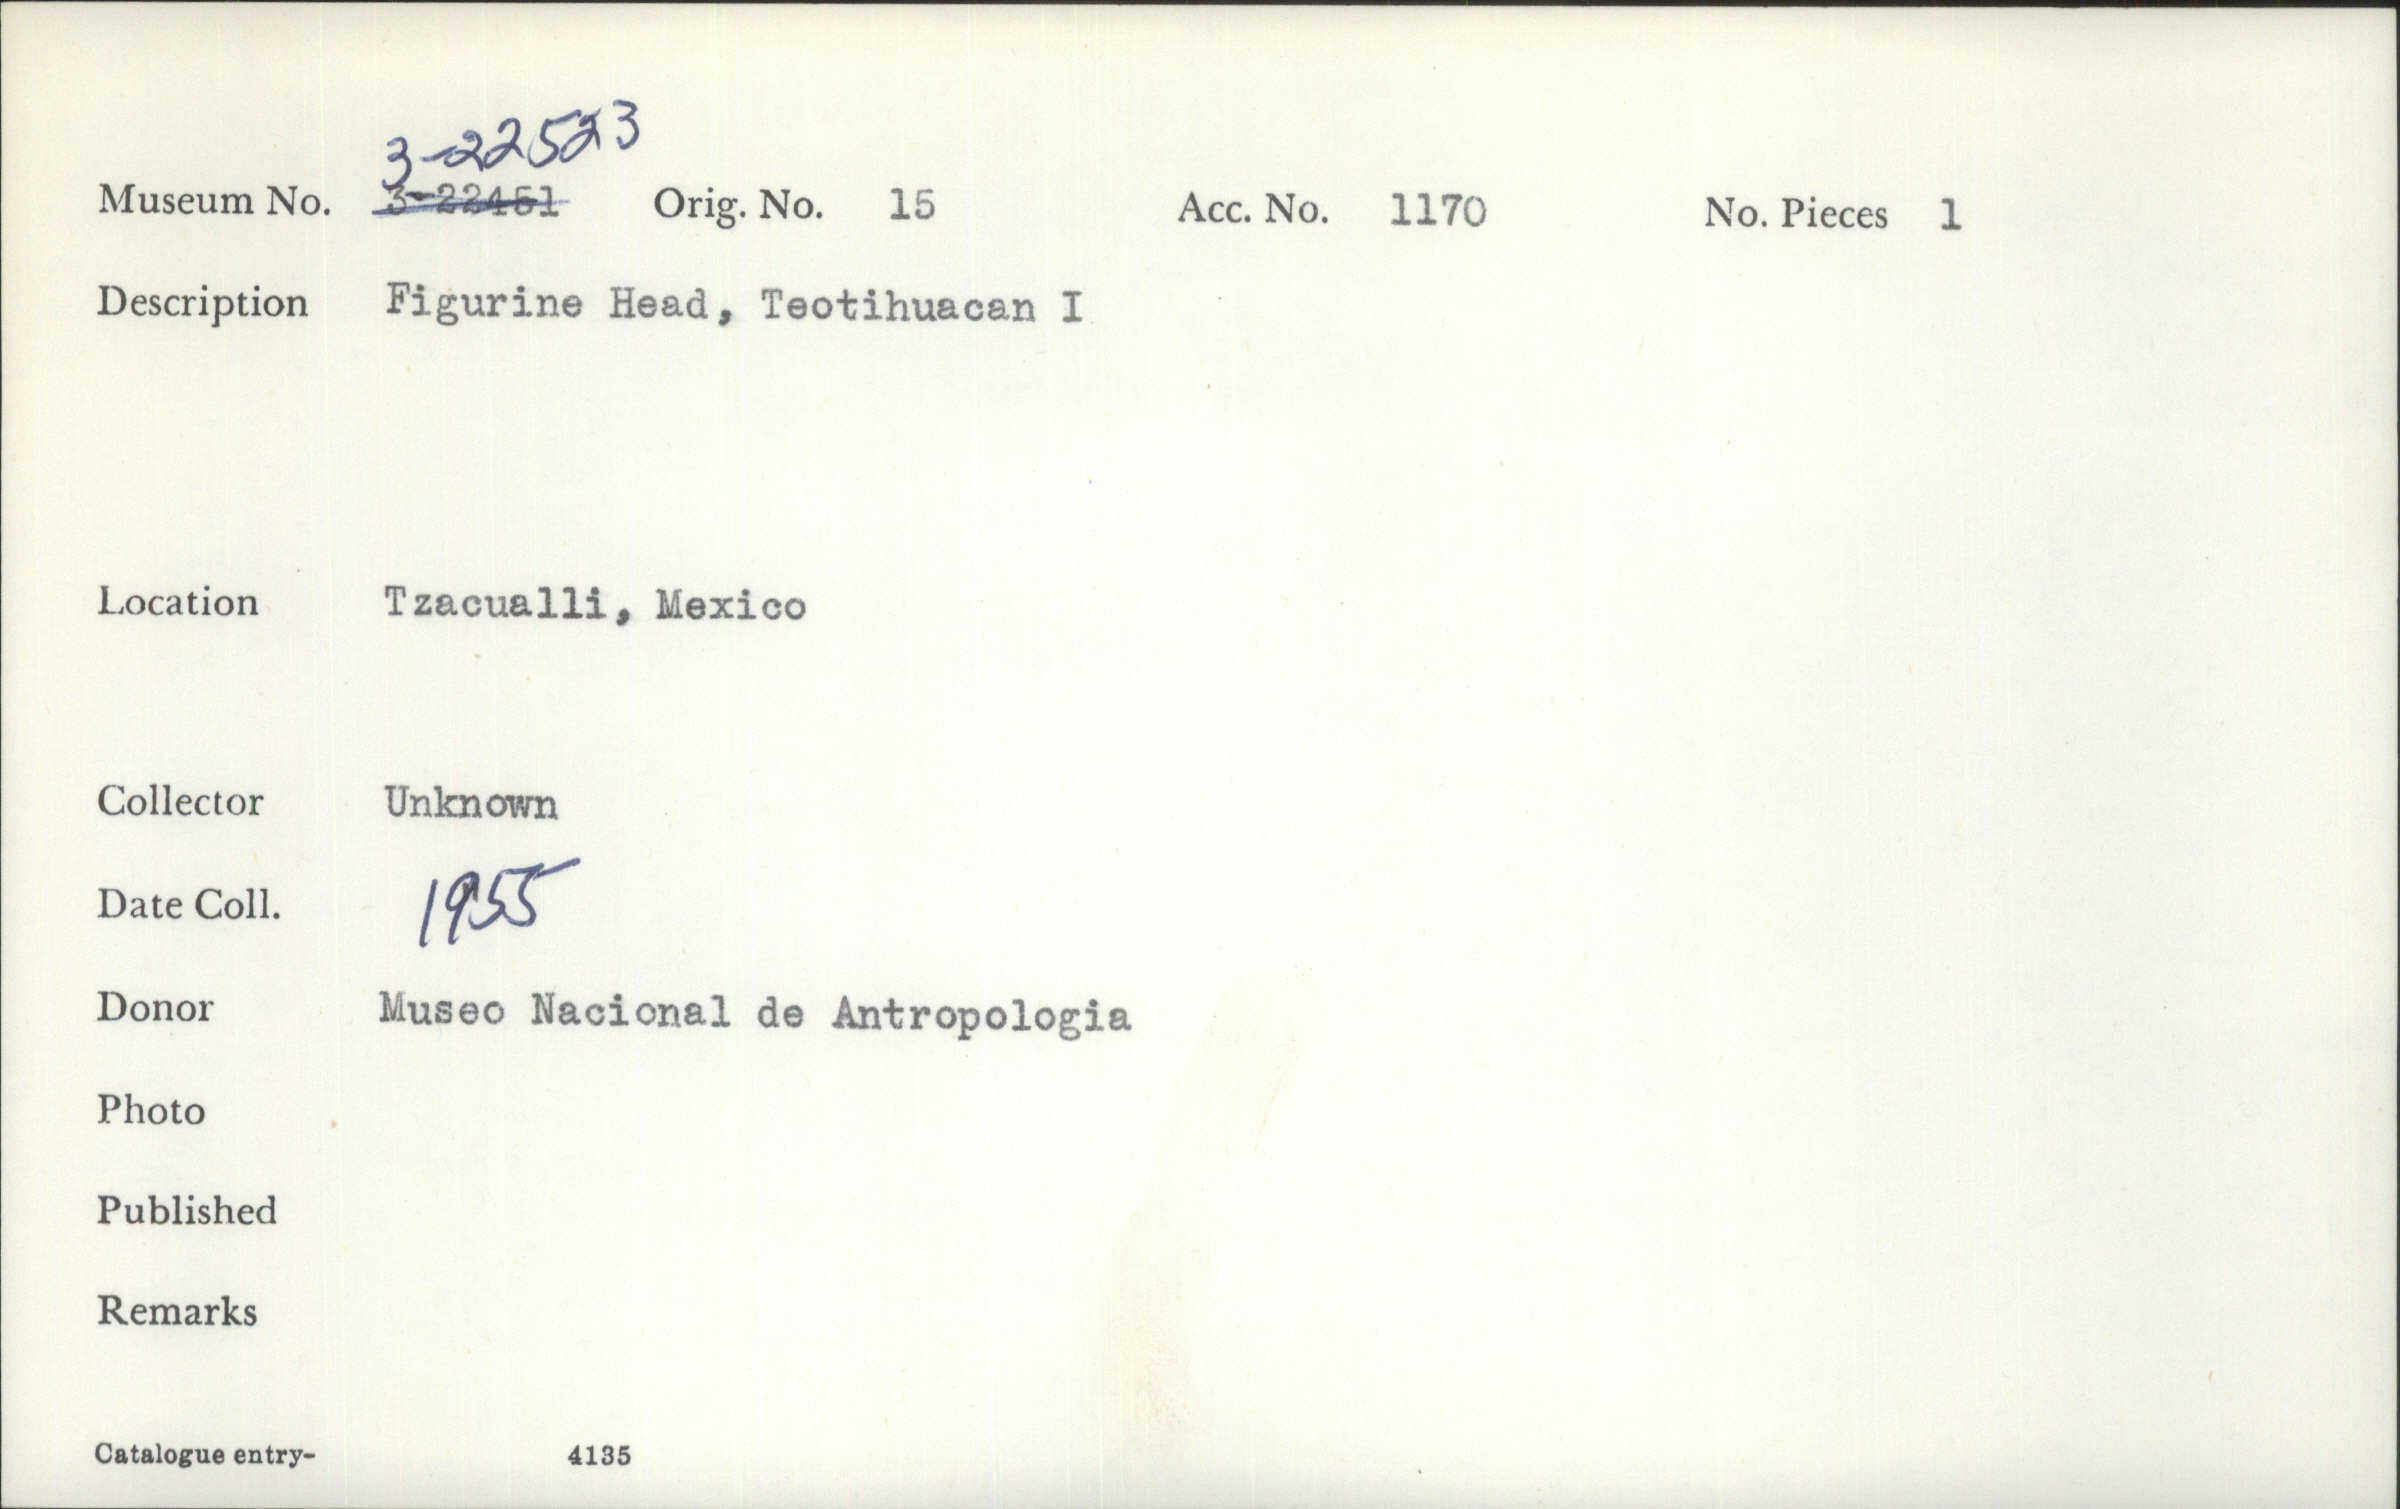 3-22523
Museum No. 3-22451 Orig. No. 15 Acc. No. 1170 No. Pieces 1
Description Figurine Head, Teotihuacan I
Location Tzacualli, Mexico
Collector Unknown
Date Coll. 1955
Donor Museo Nacional de Antropologia
Photo
Published
Remarks
Catalogue entry- 4135